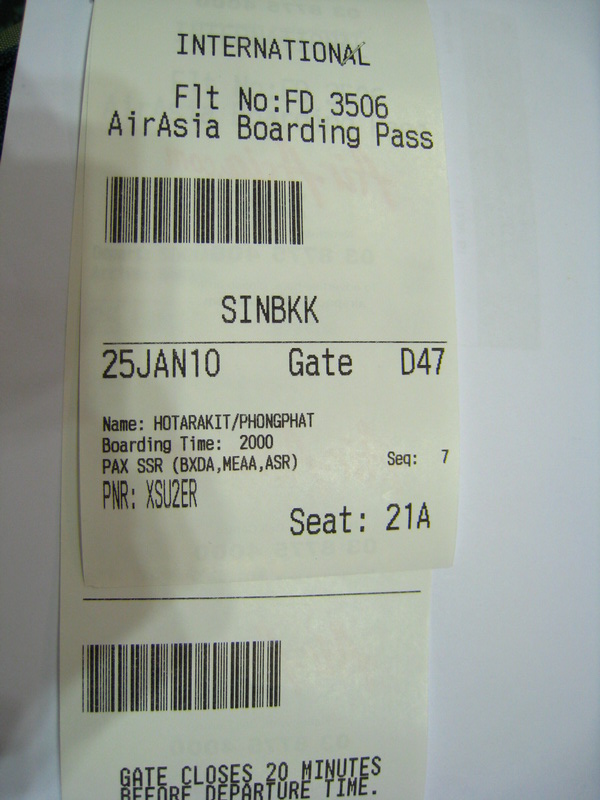 INTERNATIONAL
Flt No:FD 3506
AirAsia Boarding Pass
SINBKK
25JAN10 Gate D47
Name: HOTARAKIT/PHONGPHAT
Boarding Time: 2000
PAX SSR (BXDA,MEAA,ASR) Seq: 7
PNR: XSU2ER
Seat: 21A
GATE CLOSES 20 MINUTES
BEFORE DEPARTURE TIME.